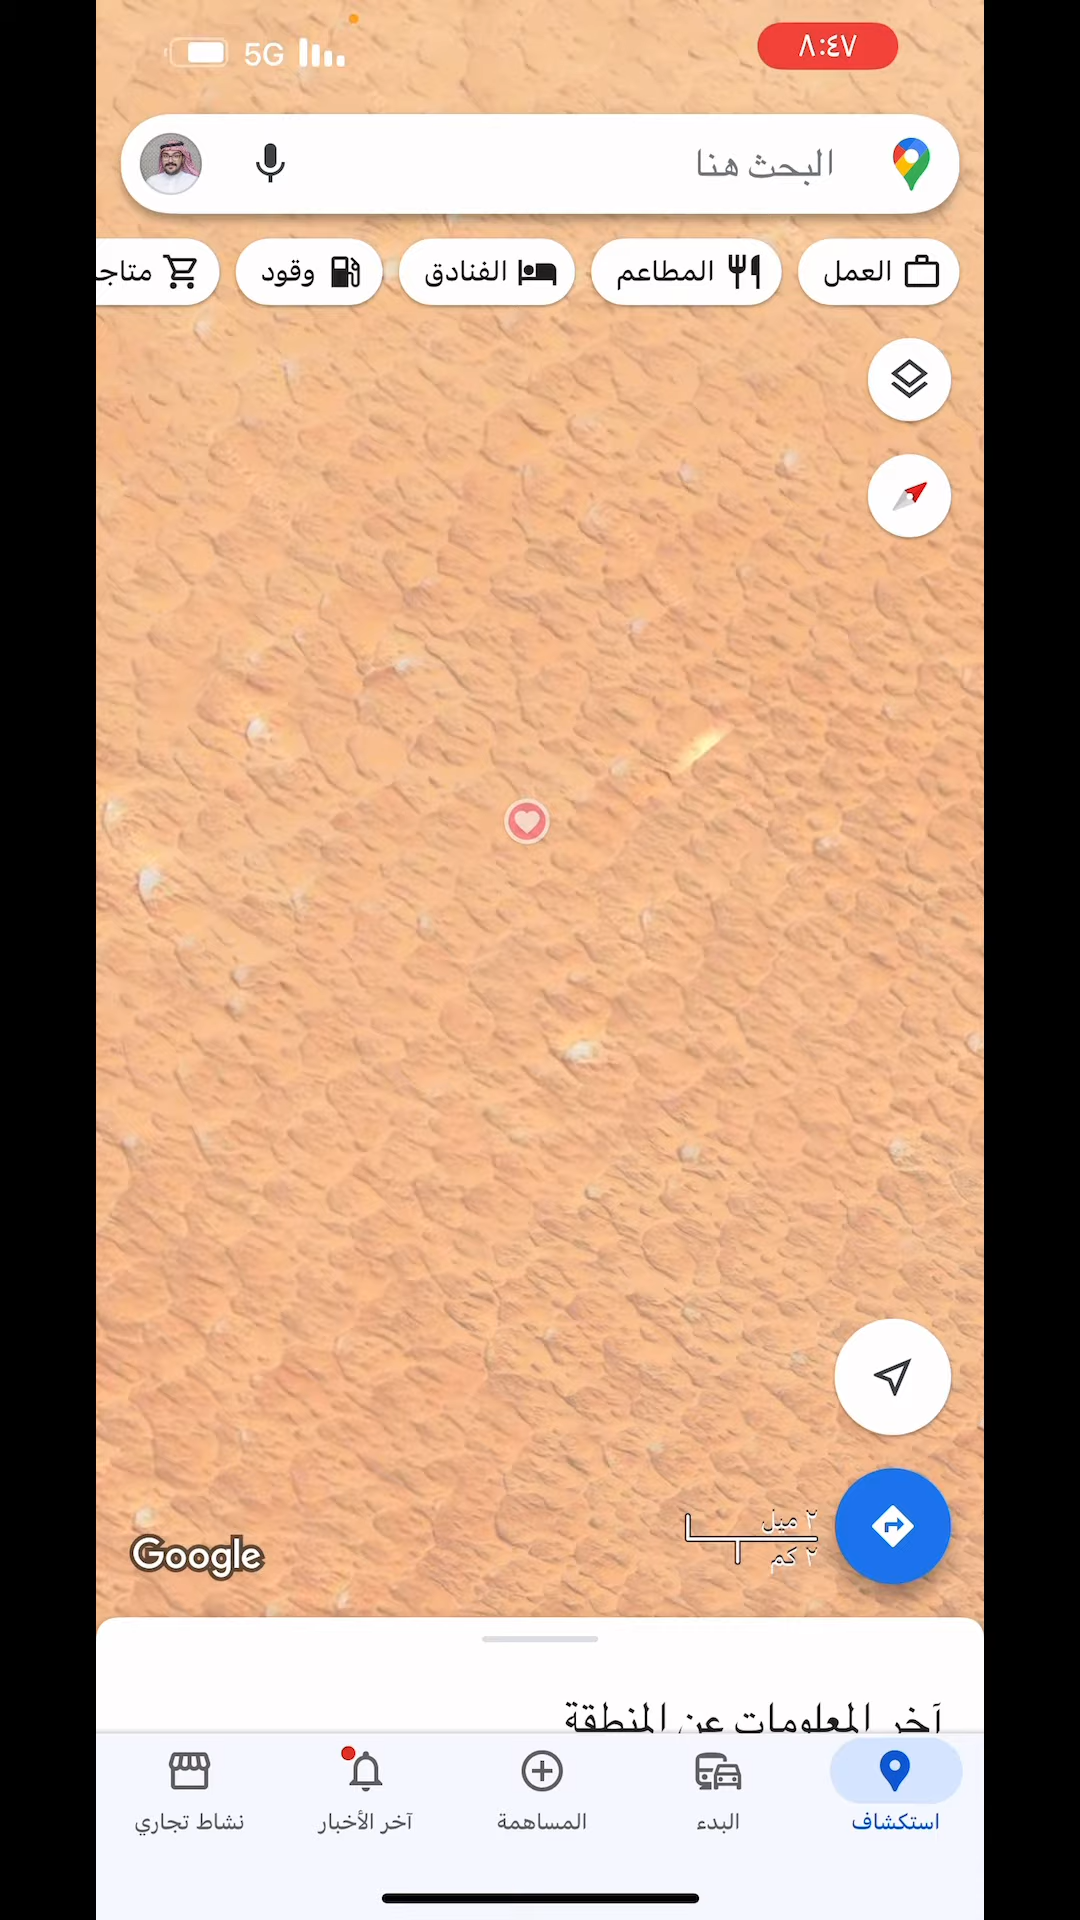 ٨:٤٧ 5G
البحث هنا
العمل المطاعم الفنادق وقود متاجـ
٢ ميل
٢ كم
Google
آخر المعلومات عن المنطقة
استكشاف البدء المساهمة آخر الأخبار نشاط تجاري